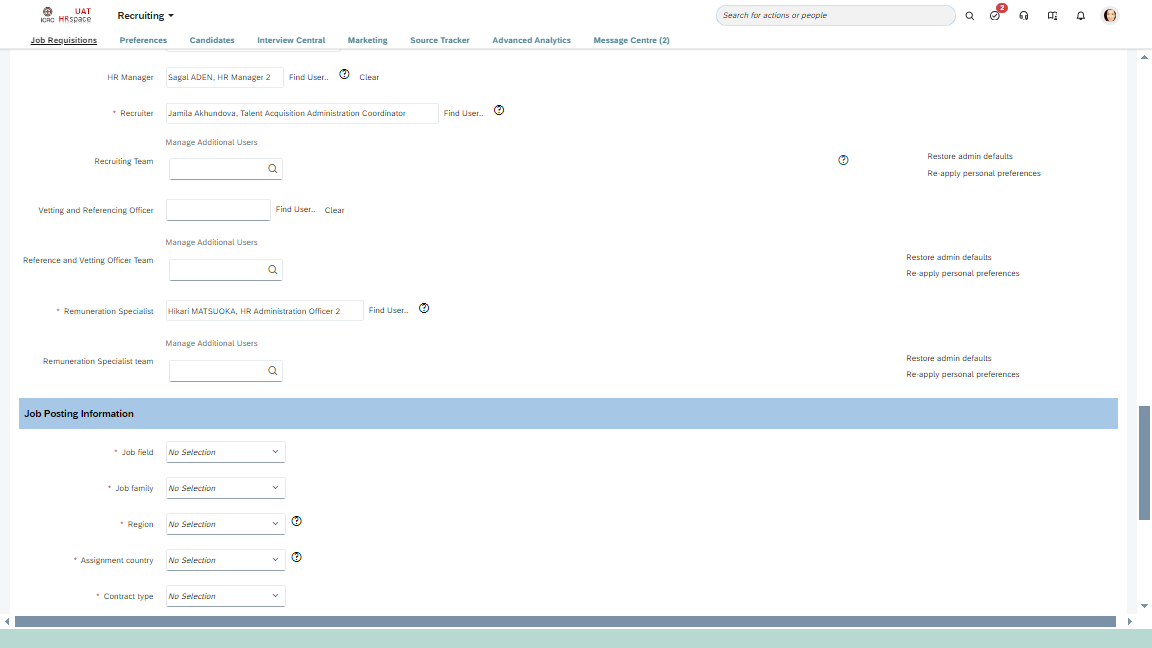 ICRC
UAT
HRspace
Recruiting
Search for actions or people
2
Job Requisitions
Preferences
Candidates
Interview Central
Marketing
Source Tracker
Advanced Analytics
Message Centre (2)
HR Manager
Sagal ADEN, HR Manager 2
Find User..
Clear
* Recruiter
Jamila Akhundova, Talent Acquisition Administration Coordinator
Find User..
Manage Additional Users
Recruiting Team
Restore admin defaults
Re-apply personal preferences
Vetting and Referencing Officer
Find User..
Clear
Manage Additional Users
Reference and Vetting Officer Team
Restore admin defaults
Re-apply personal preferences
* Remuneration Specialist
Hikari MATSUOKA, HR Administration Officer 2
Find User..
Manage Additional Users
Remuneration Specialist team
Restore admin defaults
Re-apply personal preferences
Job Posting Information
* Job field
No Selection
* Job family
No Selection
* Region
No Selection
* Assignment country
No Selection
* Contract type
No Selection